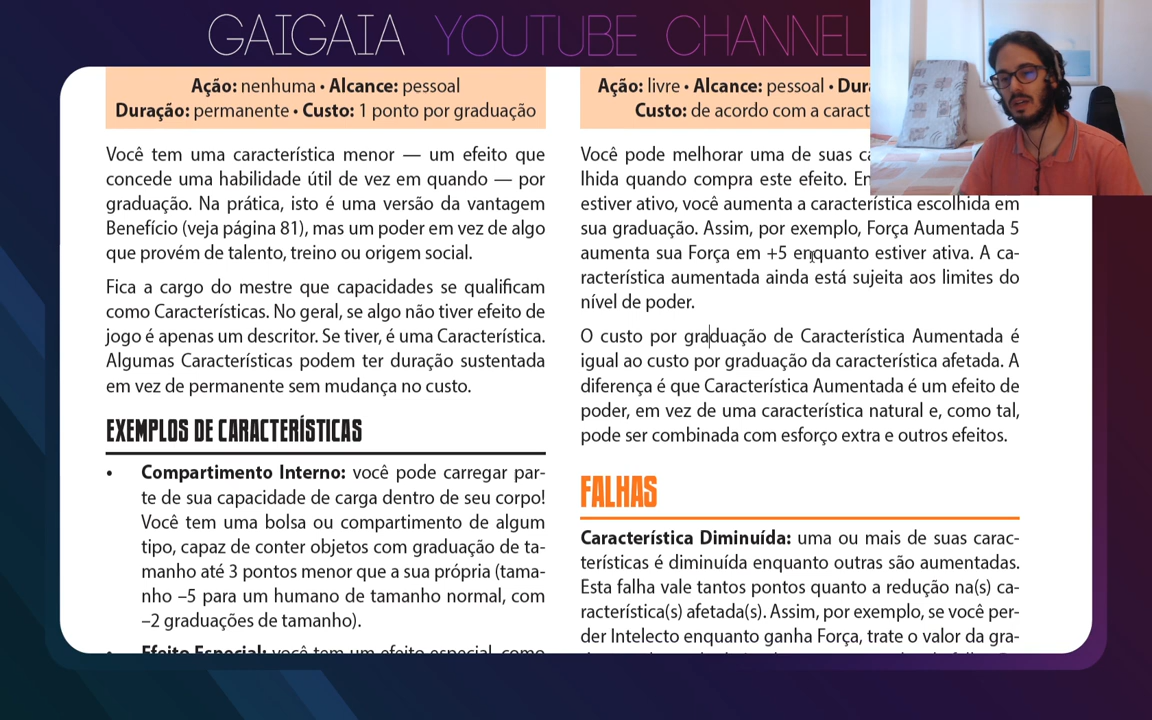 GAIGAIA YOUTUBE CHANNEL
Ação: nenhuma • Alcance: pessoal
Duração: permanente • Custo: 1 ponto por graduação
Você tem uma característica menor — um efeito que
concede uma habilidade útil de vez em quando — por
graduação. Na prática, isto é uma versão da vantagem
Benefício (veja página 81), mas um poder em vez de algo
que provém de talento, treino ou origem social.
Fica a cargo do mestre que capacidades se qualificam
como Características. No geral, se algo não tiver efeito de
jogo é apenas um descritor. Se tiver, é uma Característica.
Algumas Características podem ter duração sustentada
em vez de permanente sem mudança no custo.
EXEMPLOS DE CARACTERÍSTICAS
• Compartimento Interno: você pode carregar par-
te de sua capacidade de carga dentro de seu corpo!
Você tem uma bolsa ou compartimento de algum
tipo, capaz de conter objetos com graduação de ta-
manho até 3 pontos menor que a sua própria (tama-
nho –5 para um humano de tamanho normal, com
–2 graduações de tamanho).
• Efeito Especial: você tem um efeito especial, como
Ação: livre • Alcance: pessoal •
Custo: de acordo com a
Você pode melhorar uma de suas
lhida quando compra este efeito.
estiver ativo, você aumenta a característica escolhida em
sua graduação. Assim, por exemplo, Força Aumentada 5
aumenta sua Força em +5 enquanto estiver ativa. A ca-
racterística aumentada ainda está sujeita aos limites do
nível de poder.
O custo por graduação de Característica Aumentada é
igual ao custo por graduação da característica afetada. A
diferença é que Característica Aumentada é um efeito de
poder, em vez de uma característica natural e, como tal,
pode ser combinada com esforço extra e outros efeitos.
FALHAS
Característica Diminuída: uma ou mais de suas carac-
terísticas é diminuída enquanto outras são aumentadas.
Esta falha vale tantos pontos quanto a redução na(s) ca-
racterística(s) afetada(s). Assim, por exemplo, se você per-
der Intelecto enquanto ganha Força, trate o valor da gra-